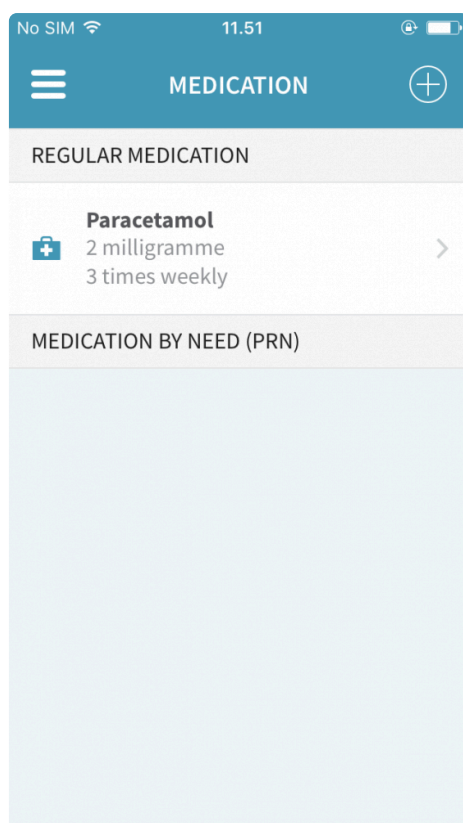 No SIM 11.51
MEDICATION
REGULAR MEDICATION
Paracetamol
2 milligramme
3 times weekly
MEDICATION BY NEED (PRN)